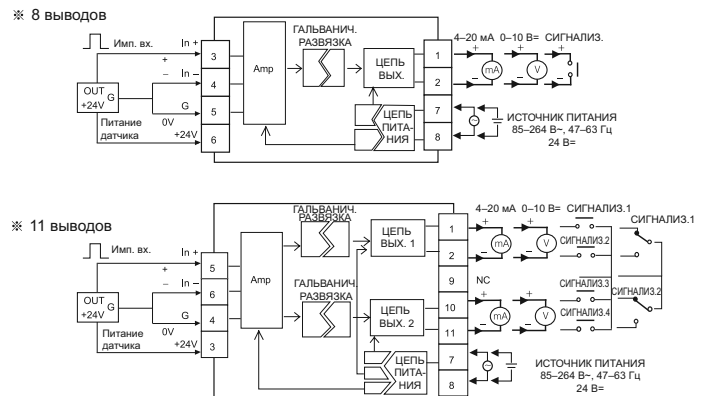 ※ 8 выводов
Имп. вх.
In +
+
– In –
OUT G
+24V
G
0V
Питание
датчика
+24V
3
4
5
6
Amp
ГАЛЬВАНИЧ.
РАЗВЯЗКА
ЦЕПЬ
ВЫХ.
ЦЕПЬ
ПИТА-
НИЯ
1
2
7
8
4–20 мА 0–10 В= СИГНАЛИЗ.
+ + +
mA V
– – –
ИСТОЧНИК ПИТАНИЯ
85–264 В~, 47–63 Гц
24 В=
※ 11 выводов
Имп. вх.
In +
+
– In –
OUT G
+24V
G
0V
Питание
датчика
+24V
5
6
4
3
Amp
ГАЛЬВАНИЧ.
РАЗВЯЗКА
ГАЛЬВАНИЧ.
РАЗВЯЗКА
ЦЕПЬ
ВЫХ. 1
ЦЕПЬ
ВЫХ. 2
ЦЕПЬ
ПИТА-
НИЯ
1
2
9
10
11
7
8
4–20 мА 0–10 В= СИГНАЛИЗ.1
СИГНАЛИЗ.1
+ +
mA V
СИГНАЛИЗ.2
– –
NC
СИГНАЛИЗ.3
СИГНАЛИЗ.2
+ +
mA V
СИГНАЛИЗ.4
– –
ИСТОЧНИК ПИТАНИЯ
85–264 В~, 47–63 Гц
24 В=